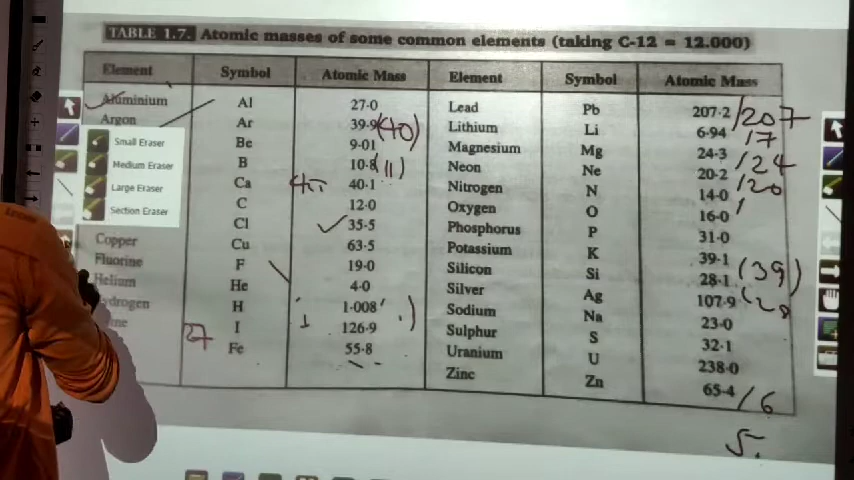 TABLE 1.7. Atomic masses of some common elements (taking C-12 = 12.000)
Element Symbol Atomic Mass Element Symbol Atomic Mass
Aluminium Al 27·0 Lead Pb 207·2 /207
Argon Ar 39·9 (40) Lithium Li 6·94 17
Be 9·01 Magnesium Mg 24·3 /24
B 10·8 (11) Neon Ne 20·2 /20
Ca 40·1 Nitrogen N 14·0
C 12·0 Oxygen O 16·0
Cl 35·5 Phosphorus P 31·0
Copper Cu 63·5 Potassium K 39·1 (39)
Fluorine F 19·0 Silicon Si 28·1 (28
Helium He 4·0 Silver Ag 107·9
Hydrogen H 1·008 Sodium Na 23·0
I 126·9 Sulphur S 32·1
Fe 55·8 Uranium U 238·0
Zinc Zn 65·4 /6
5.
Small Eraser
Medium Eraser
Large Eraser
Section Eraser